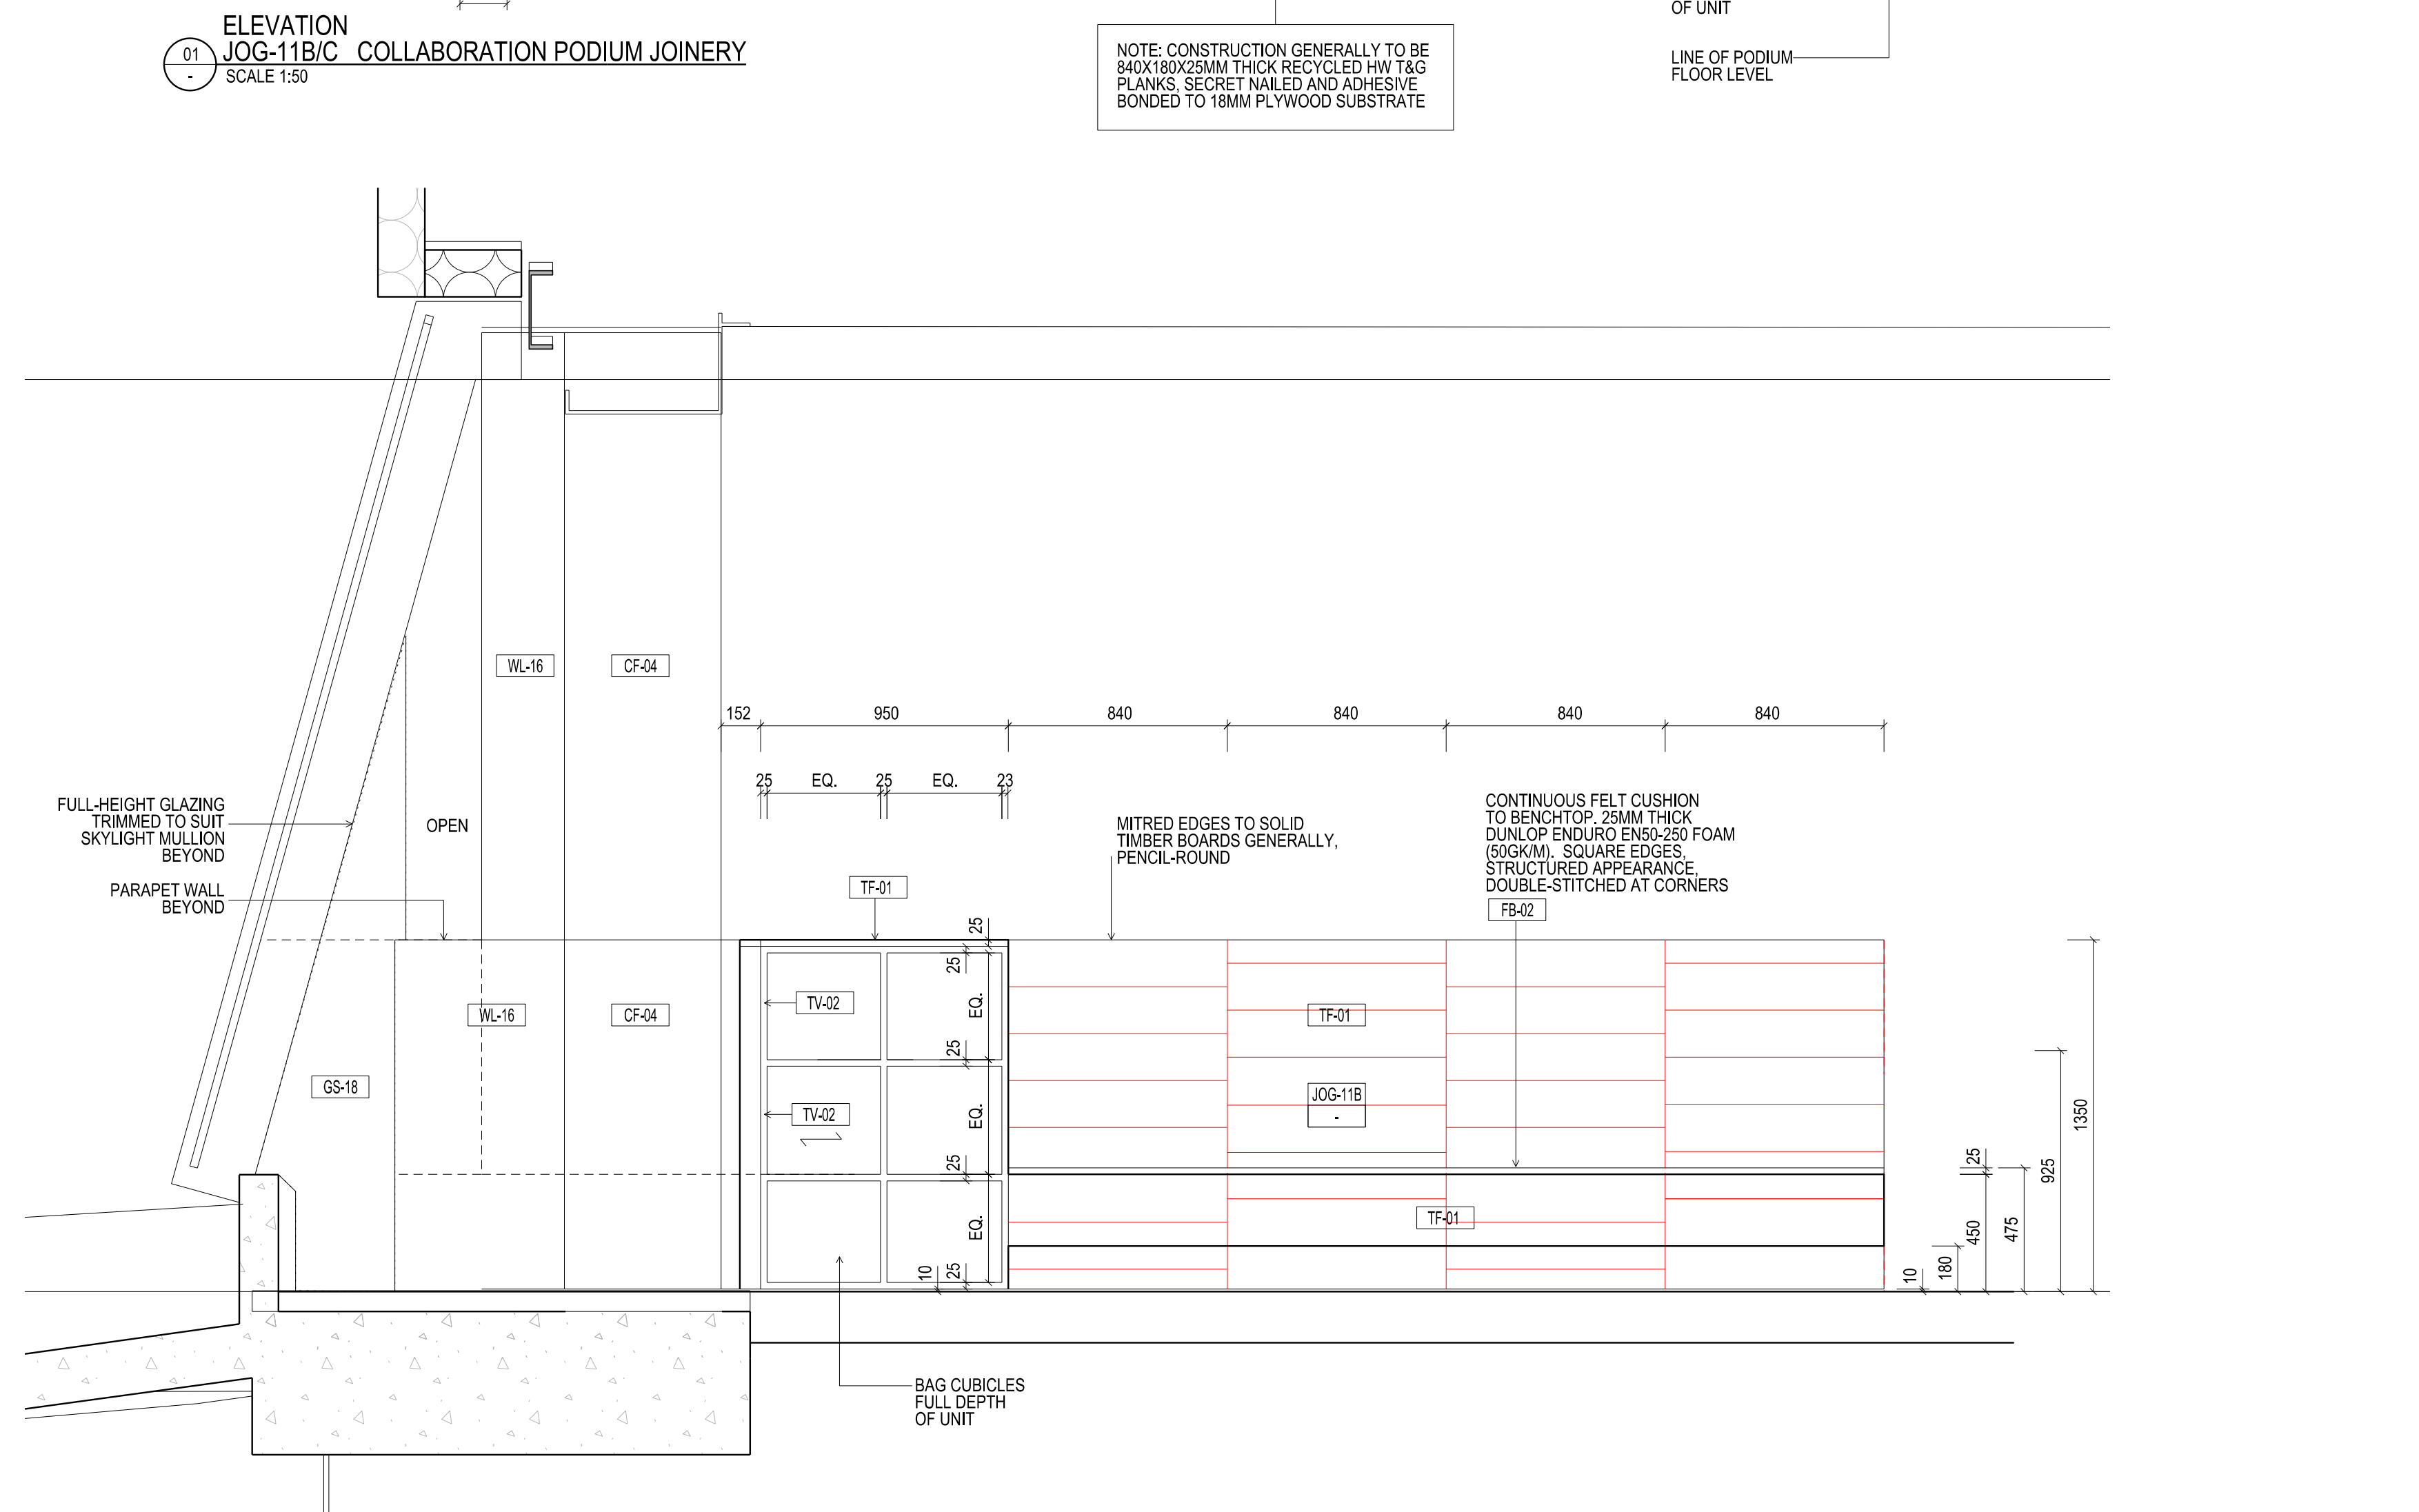 ELEVATION
01
JOG-11B/C COLLABORATION PODIUM JOINERY
-
SCALE 1:50
NOTE: CONSTRUCTION GENERALLY TO BE
840X180X25MM THICK RECYCLED HW T&G
PLANKS, SECRET NAILED AND ADHESIVE
BONDED TO 18MM PLYWOOD SUBSTRATE
OF UNIT
LINE OF PODIUM
FLOOR LEVEL
WL-16
CF-04
152
950
840
840
840
840
25
EQ.
25
EQ.
23
FULL-HEIGHT GLAZING
TRIMMED TO SUIT
SKYLIGHT MULLION
BEYOND
OPEN
PARAPET WALL
BEYOND
MITRED EDGES TO SOLID
TIMBER BOARDS GENERALLY,
PENCIL-ROUND
CONTINUOUS FELT CUSHION
TO BENCHTOP. 25MM THICK
DUNLOP ENDURO EN50-250 FOAM
(50GK/M). SQUARE EDGES,
STRUCTURED APPEARANCE,
DOUBLE-STITCHED AT CORNERS
TF-01
FB-02
25
25
EQ.
25
EQ.
25
EQ.
25
10
TV-02
TV-02
WL-16
CF-04
GS-18
TF-01
JOG-11B
-
TF-01
10
180
450
25
475
925
1350
BAG CUBICLES
FULL DEPTH
OF UNIT